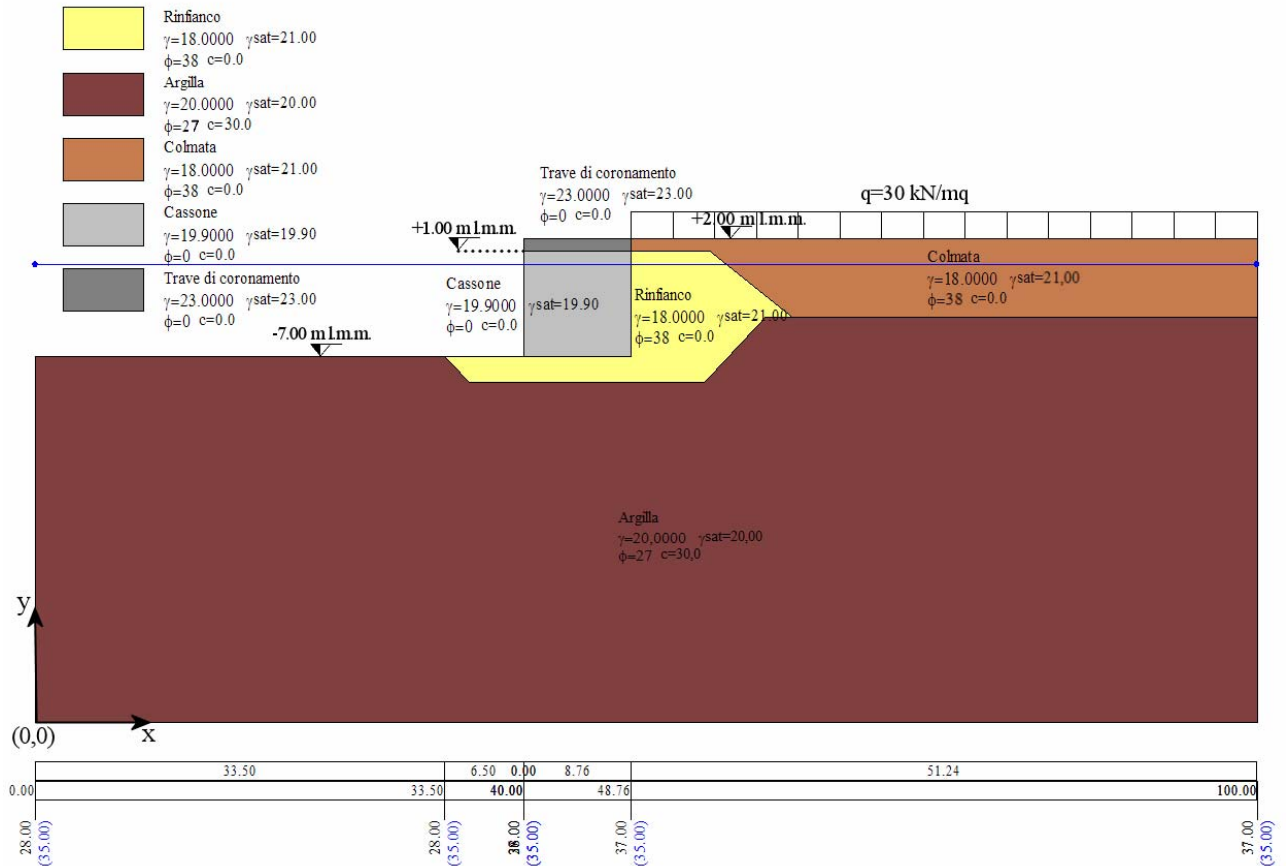 Rinfianco
γ=18.0000 γsat=21.00
ϕ=38 c=0.0
Argilla
γ=20.0000 γsat=20.00
ϕ=27 c=30.0
Colmata
γ=18.0000 γsat=21.00
ϕ=38 c=0.0
Cassone
γ=19.9000 γsat=19.90
ϕ=0 c=0.0
Trave di coronamento
γ=23.0000 γsat=23.00
ϕ=0 c=0.0
Trave di coronamento
γ=23.0000 γsat=23.00
ϕ=0 c=0.0
q=30 kN/mq
+1.00 m l.m.m.
+2.00 m l.m.m.
Colmata
γ=18.0000 γsat=21,00
ϕ=38 c=0.0
Cassone
γ=19.9000 γsat=19.90
ϕ=0 c=0.0
Rinfianco
γ=18.0000 γsat=21.00
ϕ=38 c=0.0
-7.00 m l.m.m.
Argilla
γ=20,0000 γsat=20,00
ϕ=27 c=30,0
y
(0,0)
x
33.50 6.50 0.00 8.76 51.24
0.00 33.50 40.00 48.76 100.00
28.00 28.00 37.00 37.00
(35.00) (35.00) (35.00) (35.00) (35.00)